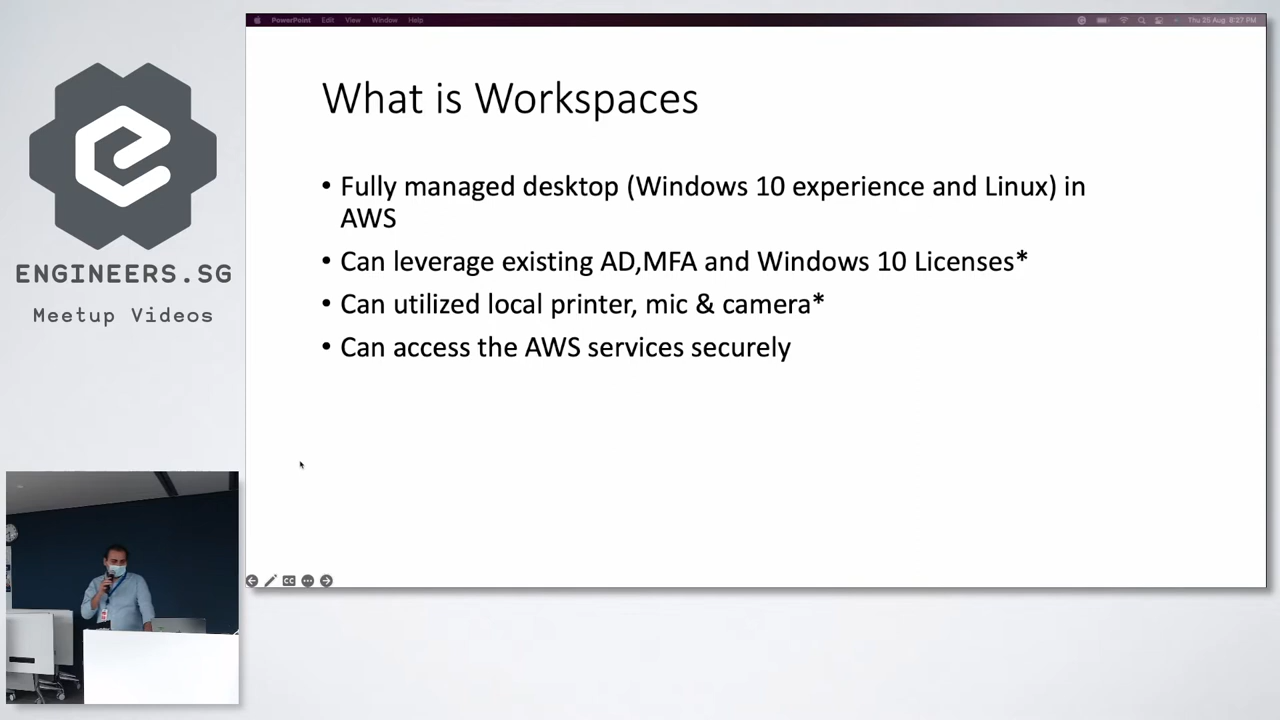 PowerPoint Edit View Window Help
Thu 25 Aug 8:27 PM
What is Workspaces
• Fully managed desktop (Windows 10 experience and Linux) in
AWS
• Can leverage existing AD,MFA and Windows 10 Licenses*
• Can utilized local printer, mic & camera*
• Can access the AWS services securely
CC
ENGINEERS.SG
Meetup Videos